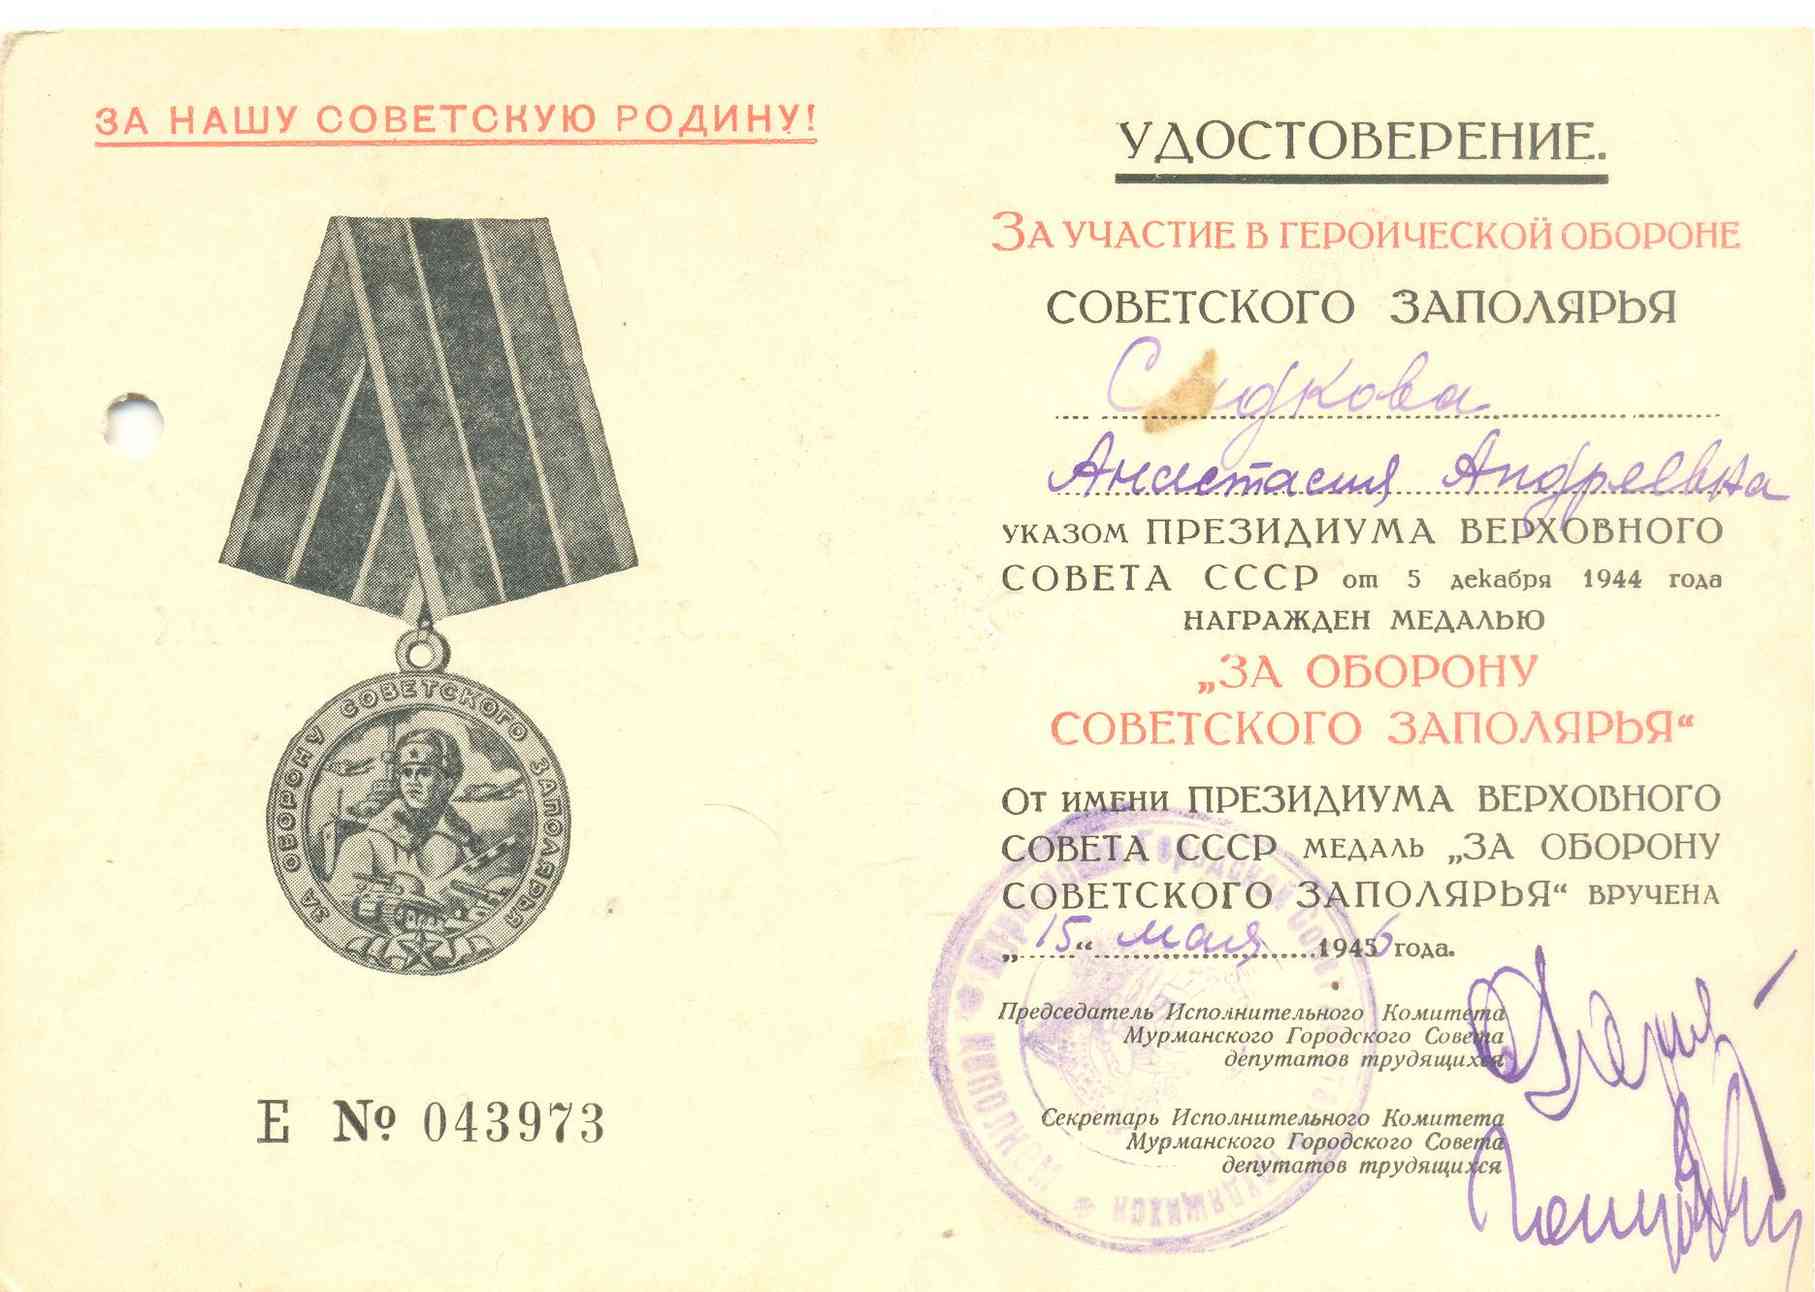 ЗА НАШУ СОВЕТСКУЮ РОДИНУ!
ЗА ОБОРОНУ СОВЕТСКОГО ЗАПОЛЯРЬЯ
Е № 043973
УДОСТОВЕРЕНИЕ.
ЗА УЧАСТИЕ В ГЕРОИЧЕСКОЙ ОБОРОНЕ
СОВЕТСКОГО ЗАПОЛЯРЬЯ
Анастасия Андреевна
УКАЗОМ ПРЕЗИДИУМА ВЕРХОВНОГО
СОВЕТА СССР от 5 декабря 1944 года
НАГРАЖДЕН МЕДАЛЬЮ
„ЗА ОБОРОНУ
СОВЕТСКОГО ЗАПОЛЯРЬЯ“
ОТ ИМЕНИ ПРЕЗИДИУМА ВЕРХОВНОГО
СОВЕТА СССР МЕДАЛЬ „ЗА ОБОРОНУ
СОВЕТСКОГО ЗАПОЛЯРЬЯ“ ВРУЧЕНА
„15“ мая 1946 года.
Председатель Исполнительного Комитета
Мурманского Городского Совета
депутатов трудящихся
Секретарь Исполнительного Комитета
Мурманского Городского Совета
депутатов трудящихся